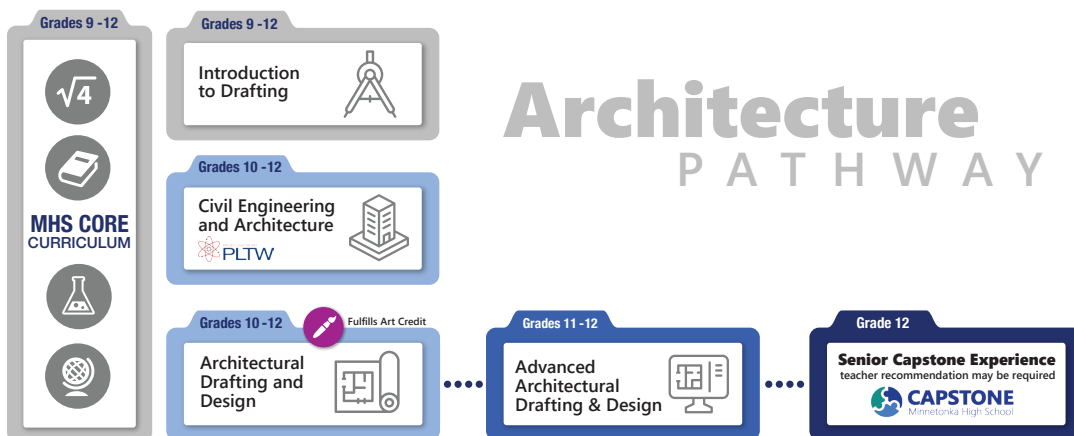 Grades 9 -12
√4
MHS CORE
CURRICULUM
Grades 9 -12
Introduction
to Drafting
Architecture
PATHWAY
Grades 10 -12
Civil Engineering
and Architecture
PLTW
Grades 10 -12
Fulfills Art Credit
Architectural
Drafting and
Design
Grades 11 -12
Advanced
Architectural
Drafting & Design
Grade 12
Senior Capstone Experience
teacher recommendation may be required
CAPSTONE
Minnetonka High School